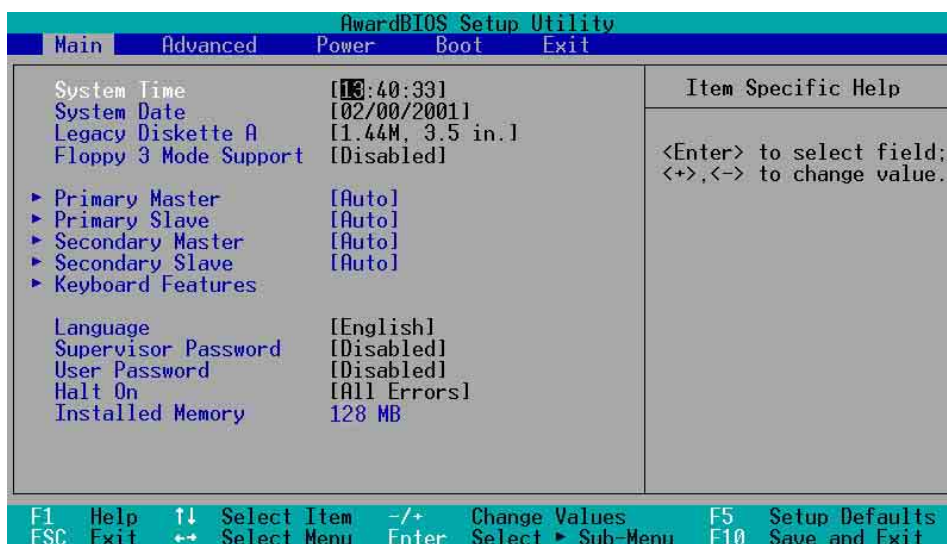 AwardBIOS Setup Utility
Main Advanced Power Boot Exit
System Time [13:40:33]
System Date [02/00/2001]
Legacy Diskette A [1.44M, 3.5 in.]
Floppy 3 Mode Support [Disabled]
► Primary Master [Auto]
► Primary Slave [Auto]
► Secondary Master [Auto]
► Secondary Slave [Auto]
► Keyboard Features
Language [English]
Supervisor Password [Disabled]
User Password [Disabled]
Halt On [All Errors]
Installed Memory 128 MB
Item Specific Help
<Enter> to select field;
<+>,<-> to change value.
F1 Help ↑↓ Select Item -/+ Change Values F5 Setup Defaults
ESC Exit ←→ Select Menu Enter Select ► Sub-Menu F10 Save and Exit